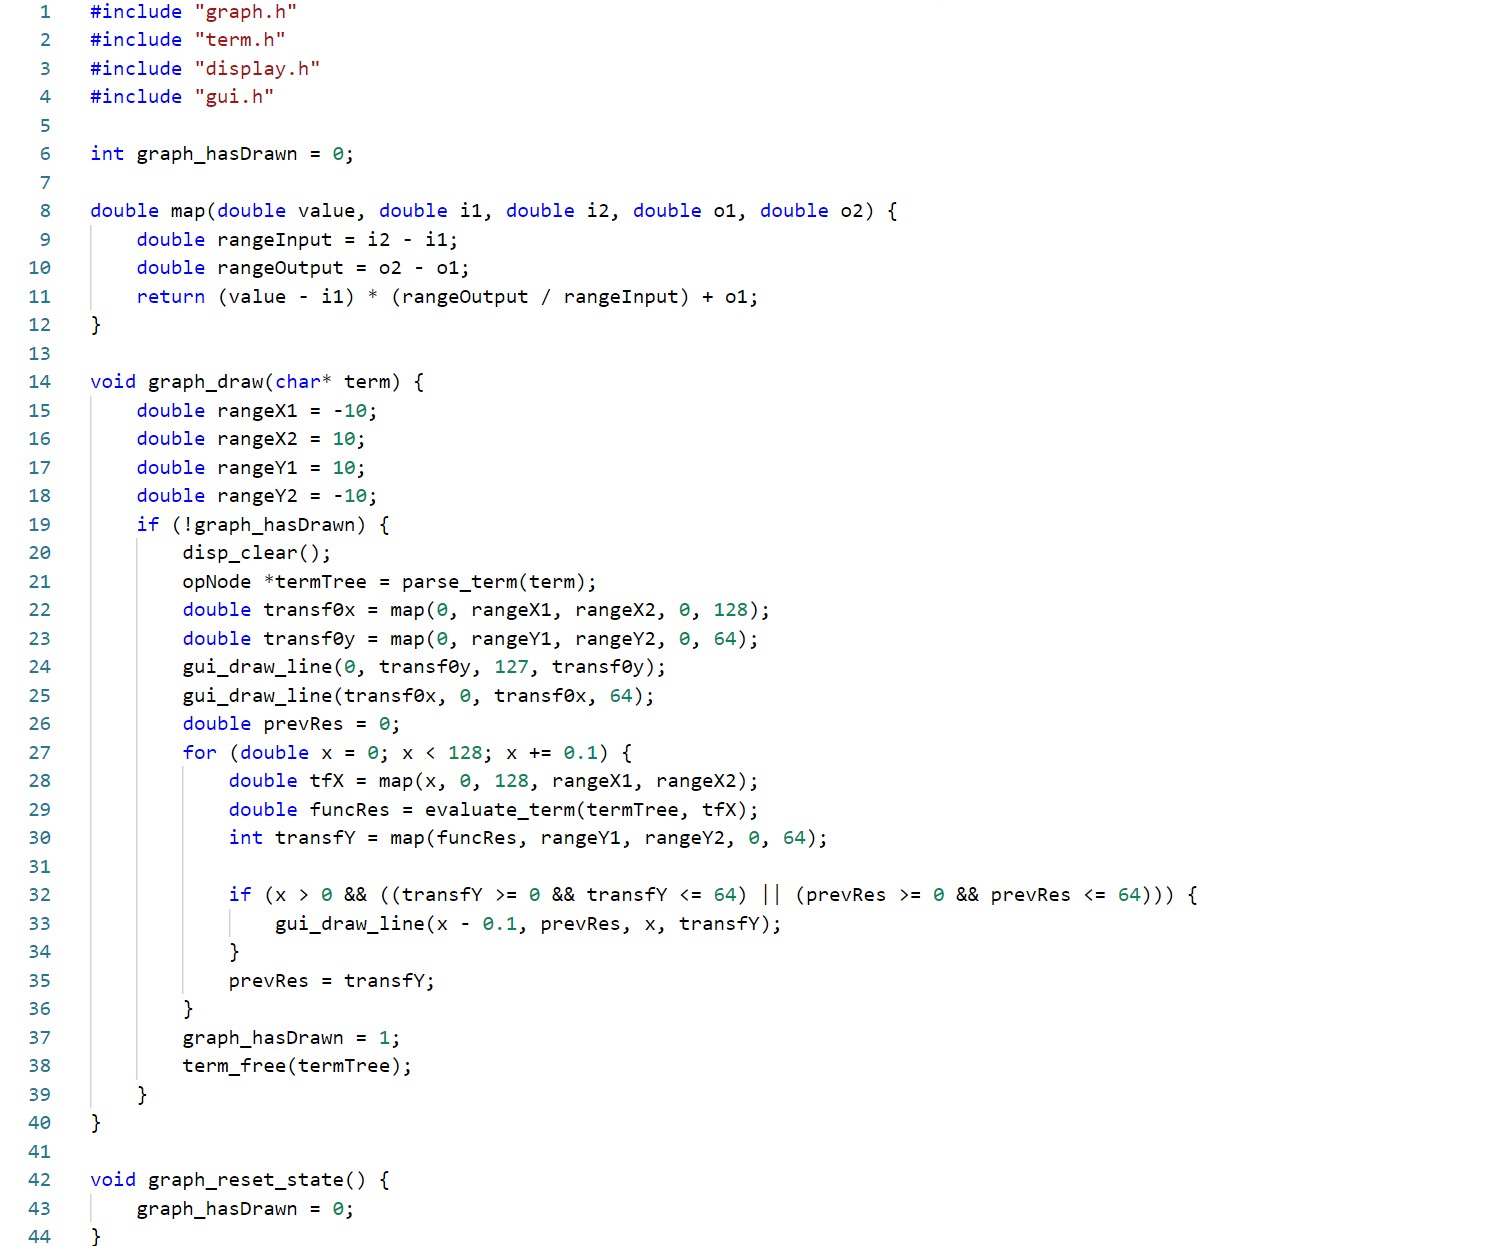 1 #include "graph.h"
2 #include "term.h"
3 #include "display.h"
4 #include "gui.h"
5
6 int graph_hasDrawn = 0;
7
8 double map(double value, double i1, double i2, double o1, double o2) {
9     double rangeInput = i2 - i1;
10     double rangeOutput = o2 - o1;
11     return (value - i1) * (rangeOutput / rangeInput) + o1;
12 }
13
14 void graph_draw(char* term) {
15     double rangeX1 = -10;
16     double rangeX2 = 10;
17     double rangeY1 = 10;
18     double rangeY2 = -10;
19     if (!graph_hasDrawn) {
20         disp_clear();
21         opNode *termTree = parse_term(term);
22         double transf0x = map(0, rangeX1, rangeX2, 0, 128);
23         double transf0y = map(0, rangeY1, rangeY2, 0, 64);
24         gui_draw_line(0, transf0y, 127, transf0y);
25         gui_draw_line(transf0x, 0, transf0x, 64);
26         double prevRes = 0;
27         for (double x = 0; x < 128; x += 0.1) {
28             double tfX = map(x, 0, 128, rangeX1, rangeX2);
29             double funcRes = evaluate_term(termTree, tfX);
30             int transfY = map(funcRes, rangeY1, rangeY2, 0, 64);
31
32             if (x > 0 && ((transfY >= 0 && transfY <= 64) || (prevRes >= 0 && prevRes <= 64))) {
33                 gui_draw_line(x - 0.1, prevRes, x, transfY);
34             }
35             prevRes = transfY;
36         }
37         graph_hasDrawn = 1;
38         term_free(termTree);
39     }
40 }
41
42 void graph_reset_state() {
43     graph_hasDrawn = 0;
44 }